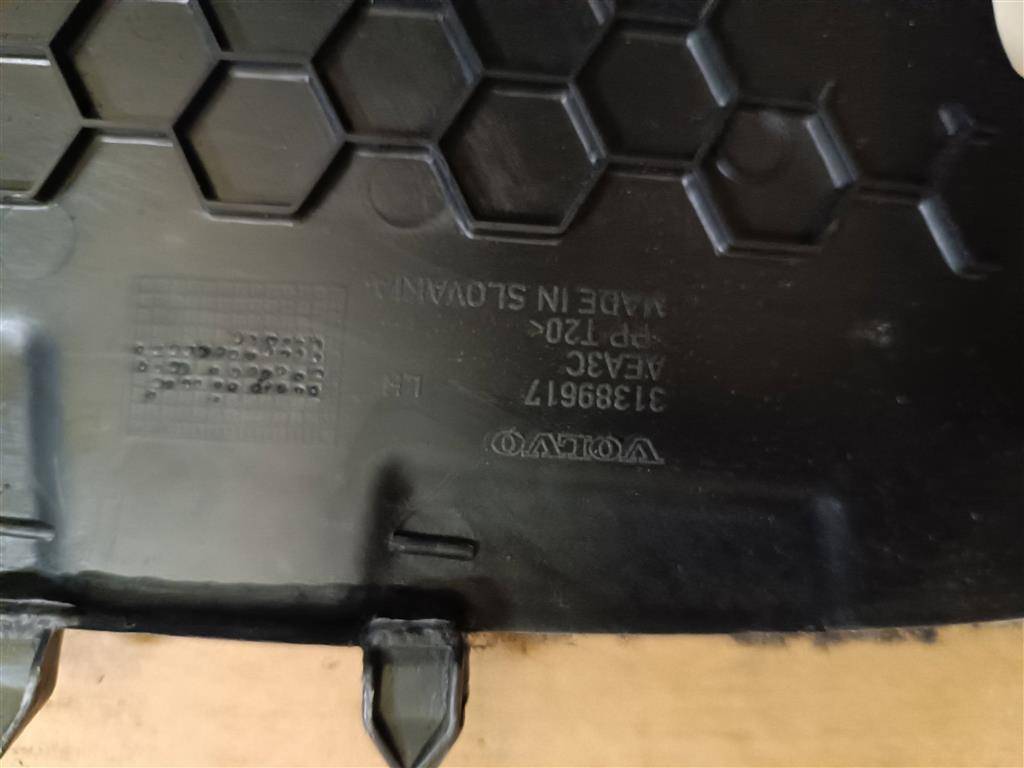 VOLVO
31389617 LH
AEA3C
>PP T20<
MADE IN SLOVAKIA